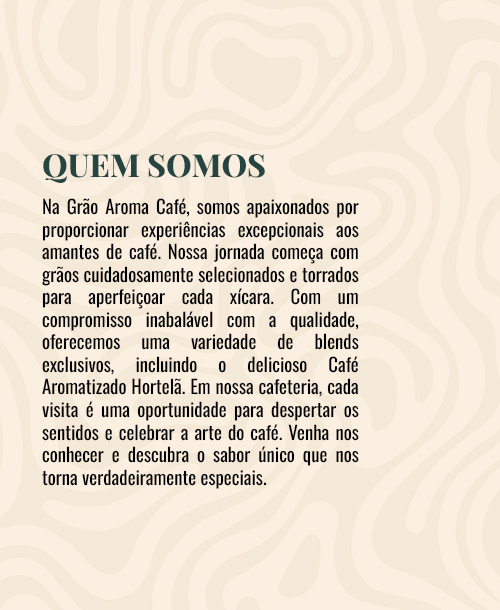 QUEM SOMOS
Na Grão Aroma Café, somos apaixonados por
proporcionar experiências excepcionais aos
amantes de café. Nossa jornada começa com
grãos cuidadosamente selecionados e torrados
para aperfeiçoar cada xícara. Com um
compromisso inabalável com a qualidade,
oferecemos uma variedade de blends
exclusivos, incluindo o delicioso Café
Aromatizado Hortelã. Em nossa cafeteria, cada
visita é uma oportunidade para despertar os
sentidos e celebrar a arte do café. Venha nos
conhecer e descubra o sabor único que nos
torna verdadeiramente especiais.